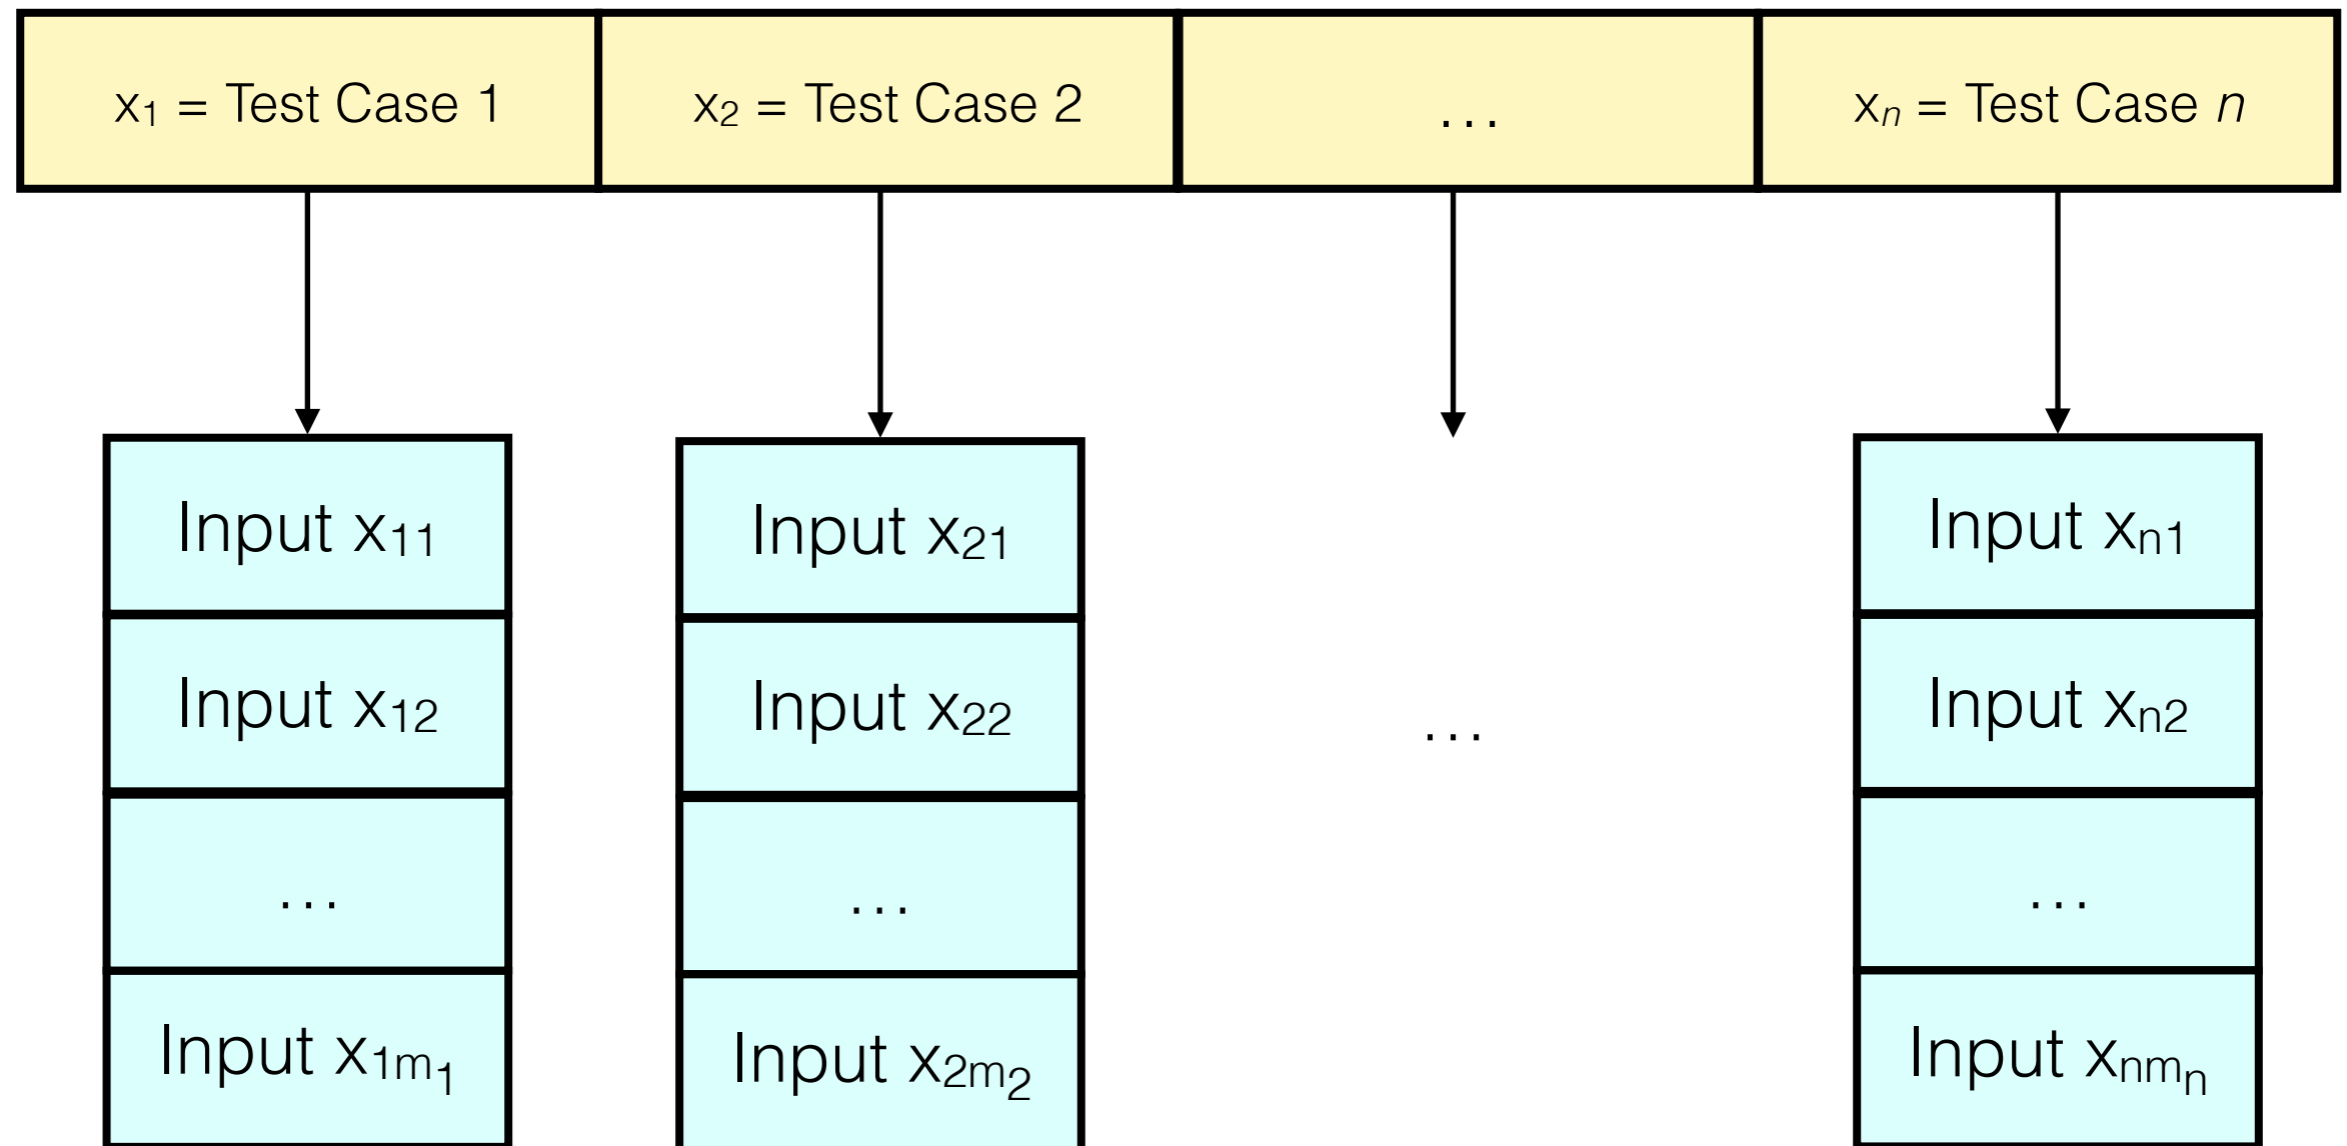 x₁ = Test Case 1
x₂ = Test Case 2
...
xₙ = Test Case n
Input x₁₁
Input x₁₂
...
Input x₁ₘ₁
Input x₂₁
Input x₂₂
...
Input x₂ₘ₂
...
Input xₙ₁
Input xₙ₂
...
Input xₙₘₙ